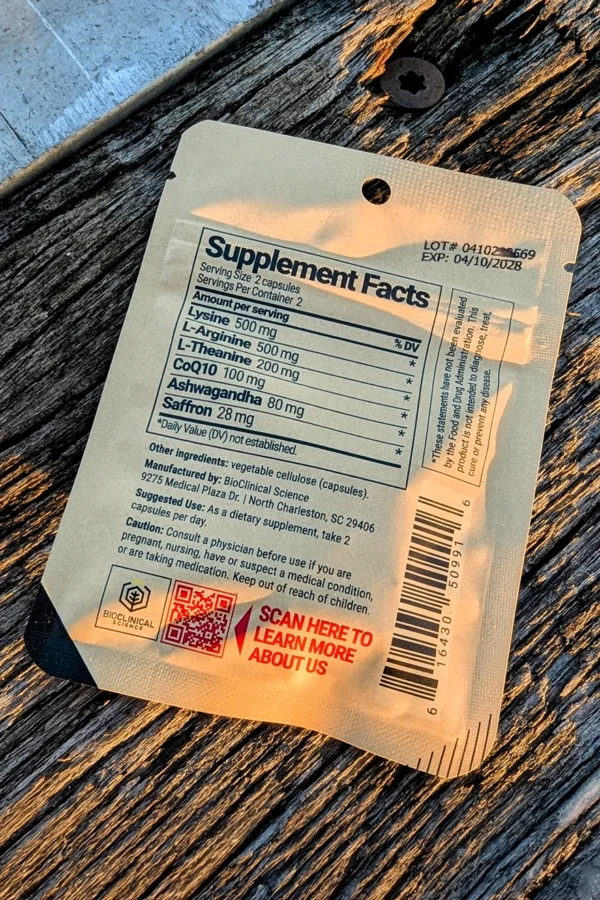 LOT# 0410
EXP: 04/10/2028
Supplement Facts
Serving Size 2 capsules
Servings Per Container 2
Amount per serving % DV
Lysine 500 mg *
L-Arginine 500 mg *
L-Theanine 200 mg *
CoQ10 100 mg *
Ashwagandha 80 mg *
Saffron 28 mg *
*Daily Value (DV) not established.
*These statements have not been evaluated
by the Food and Drug Administration. This
product is not intended to diagnose, treat,
cure or prevent any disease.
Other ingredients: vegetable cellulose (capsules).
Manufactured by: BioClinical Science
9275 Medical Plaza Dr. | North Charleston, SC 29406
Suggested Use: As a dietary supplement, take 2
capsules per day.
Caution: Consult a physician before use if you are
pregnant, nursing, have or suspect a medical condition,
or are taking medication. Keep out of reach of children.
BIOCLINICAL
SCIENCE
SCAN HERE TO
LEARN MORE
ABOUT US
6 16430 50991 6